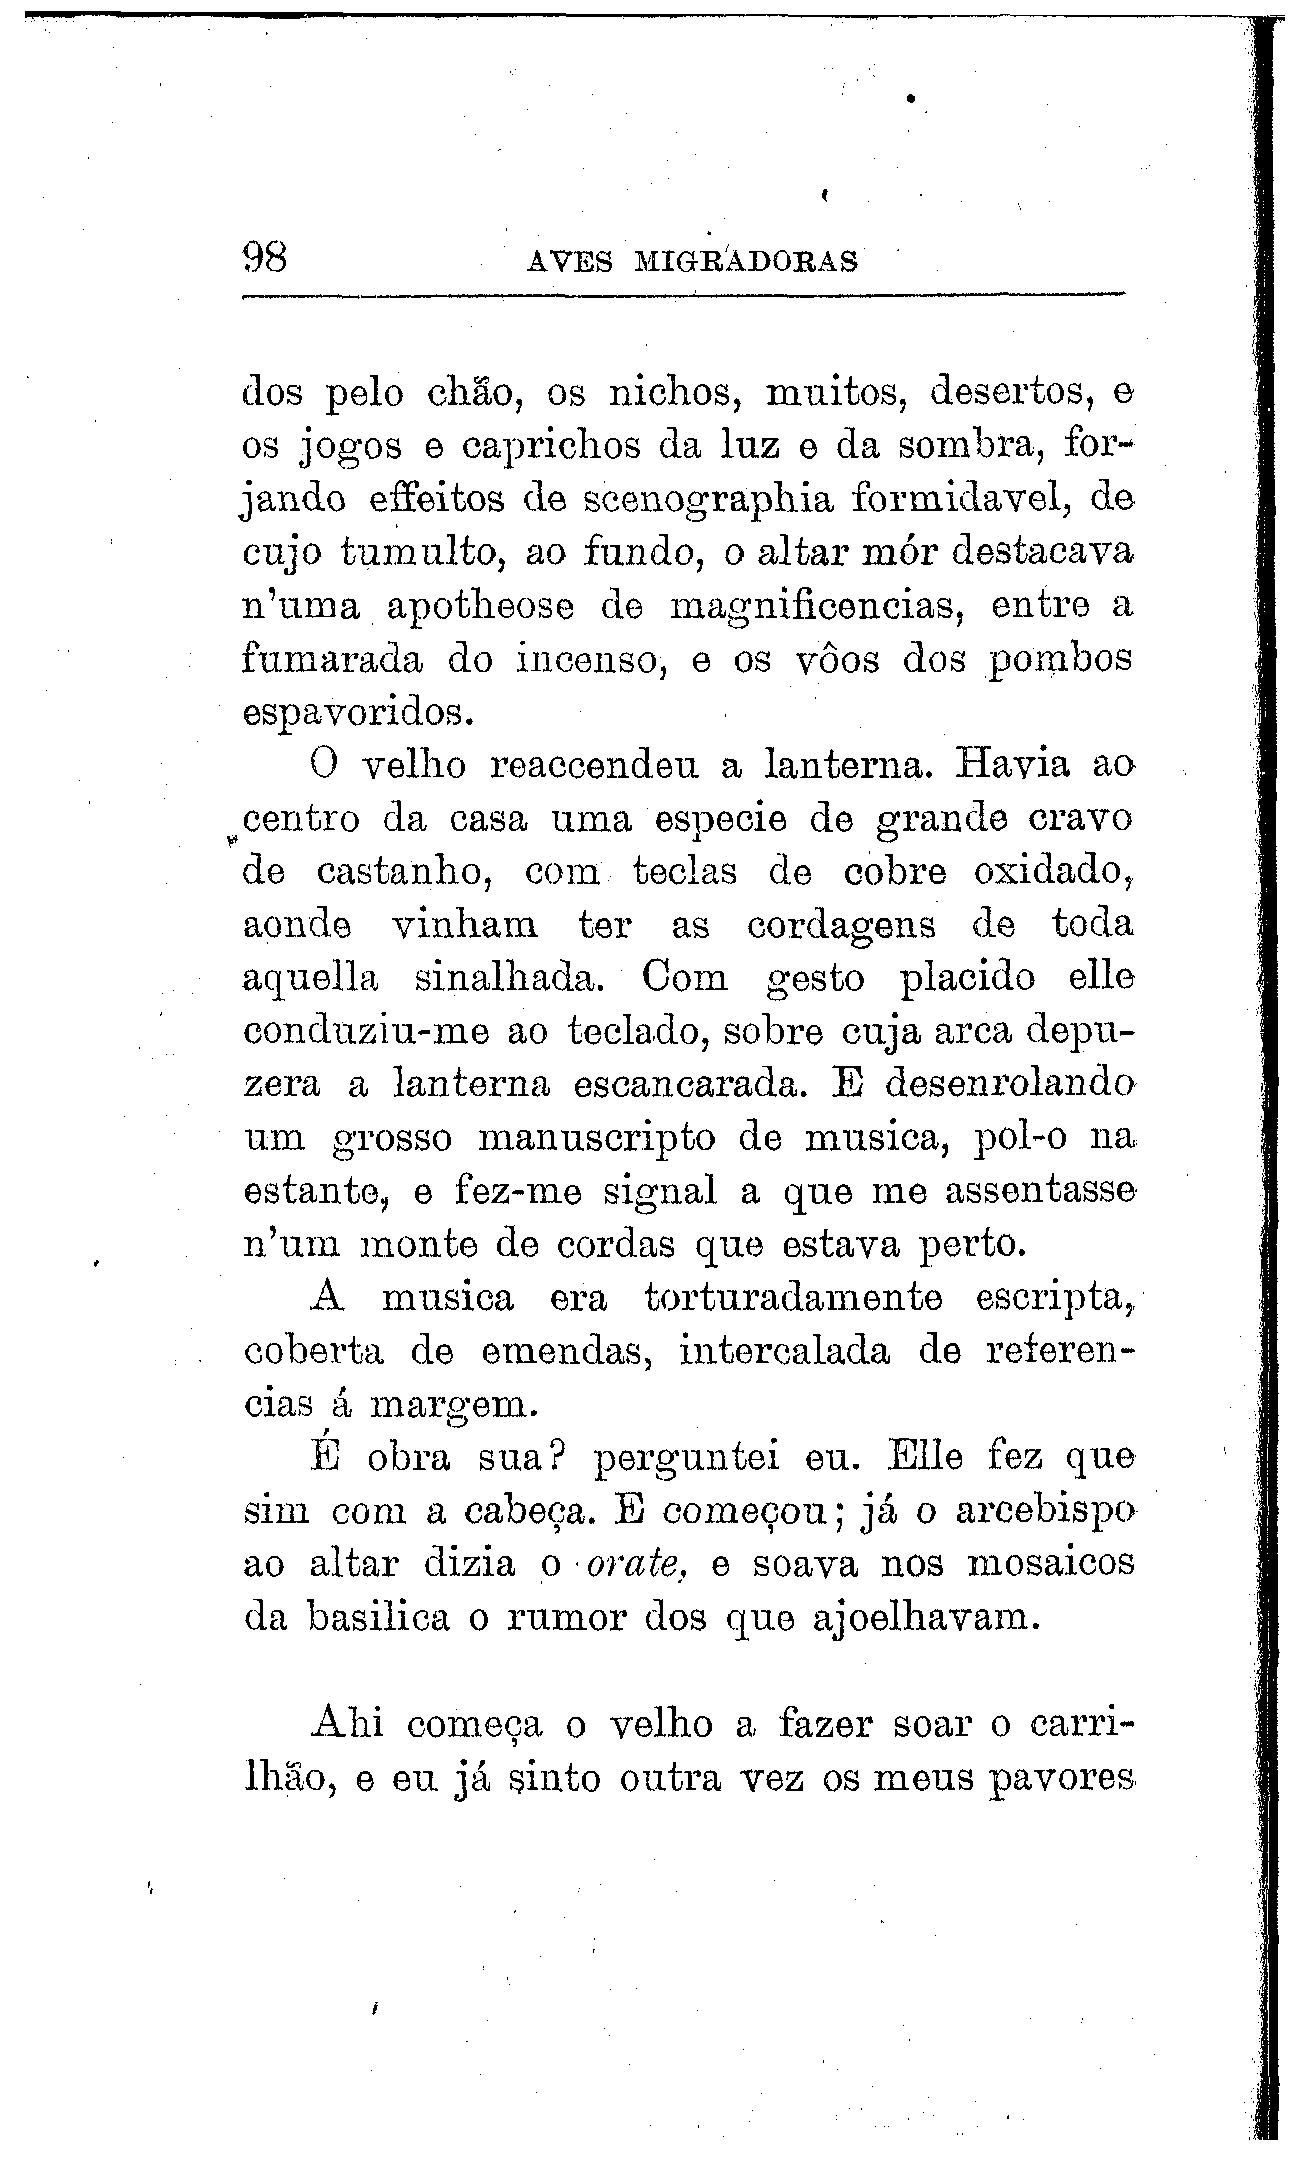 98 AVES MIGRADORAS
dos pelo chão, os nichos, muitos, desertos, e
os jogos e caprichos da luz e da sombra, for-
jando effeitos de scenographia formidavel, de
cujo tumulto, ao fundo, o altar mór destacava
n'uma apotheose de magnificencias, entre a
fumarada do incenso, e os vôos dos pombos
espavoridos.
O velho reaccendeu a lanterna. Havia ao
centro da casa uma especie de grande cravo
de castanho, com teclas de cobre oxidado,
aonde vinham ter as cordagens de toda
aquella sinalhada. Com gesto placido elle
conduziu-me ao teclado, sobre cuja arca depu-
zera a lanterna escancarada. E desenrolando
um grosso manuscripto de musica, pol-o na
estante, e fez-me signal a que me assentasse
n'um monte de cordas que estava perto.
A musica era torturadamente escripta,
coberta de emendas, intercalada de referen-
cias á margem.
É obra sua? perguntei eu. Elle fez que
sim com a cabeça. E começou; já o arcebispo
ao altar dizia o orate, e soava nos mosaicos
da basilica o rumor dos que ajoelhavam.
Ahi começa o velho a fazer soar o carri-
lhão, e eu já sinto outra vez os meus pavores